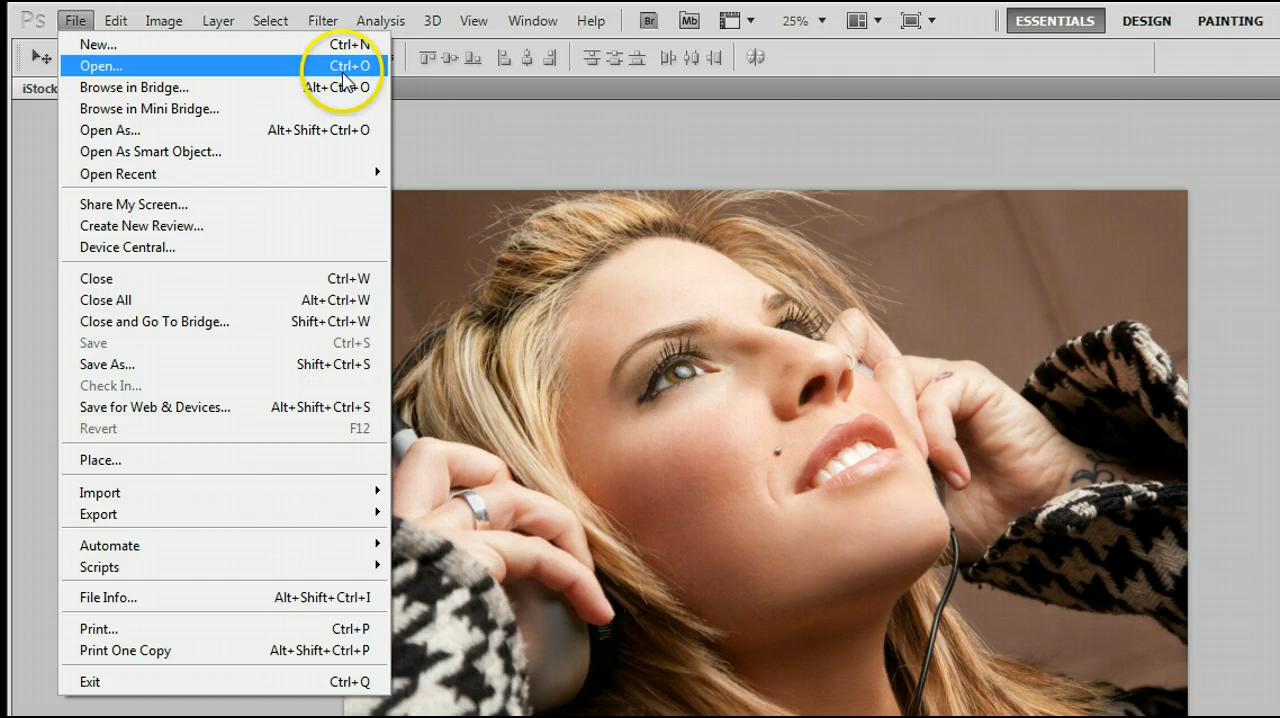 Ps File Edit Image Layer Select Filter Analysis 3D View Window Help Br Mb 25% ESSENTIALS DESIGN PAINTING
iStock
New... Ctrl+N
Open... Ctrl+O
Browse in Bridge... Alt+Ctrl+O
Browse in Mini Bridge...
Open As... Alt+Shift+Ctrl+O
Open As Smart Object...
Open Recent
Share My Screen...
Create New Review...
Device Central...
Close Ctrl+W
Close All Alt+Ctrl+W
Close and Go To Bridge... Shift+Ctrl+W
Save Ctrl+S
Save As... Shift+Ctrl+S
Check In...
Save for Web & Devices... Alt+Shift+Ctrl+S
Revert F12
Place...
Import
Export
Automate
Scripts
File Info... Alt+Shift+Ctrl+I
Print... Ctrl+P
Print One Copy Alt+Shift+Ctrl+P
Exit Ctrl+Q